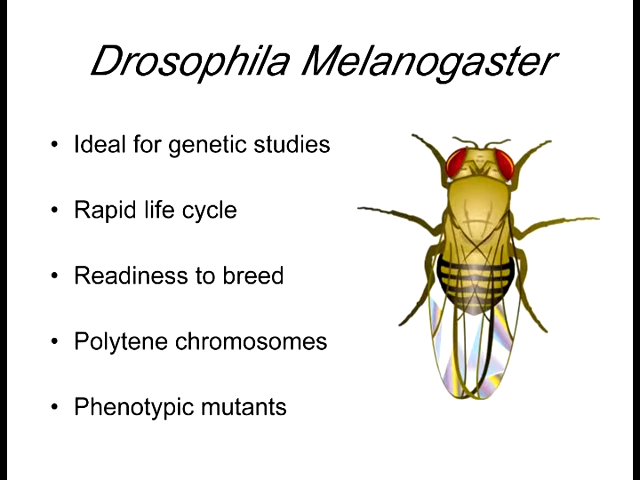 Drosophila Melanogaster
• Ideal for genetic studies
• Rapid life cycle
• Readiness to breed
• Polytene chromosomes
• Phenotypic mutants